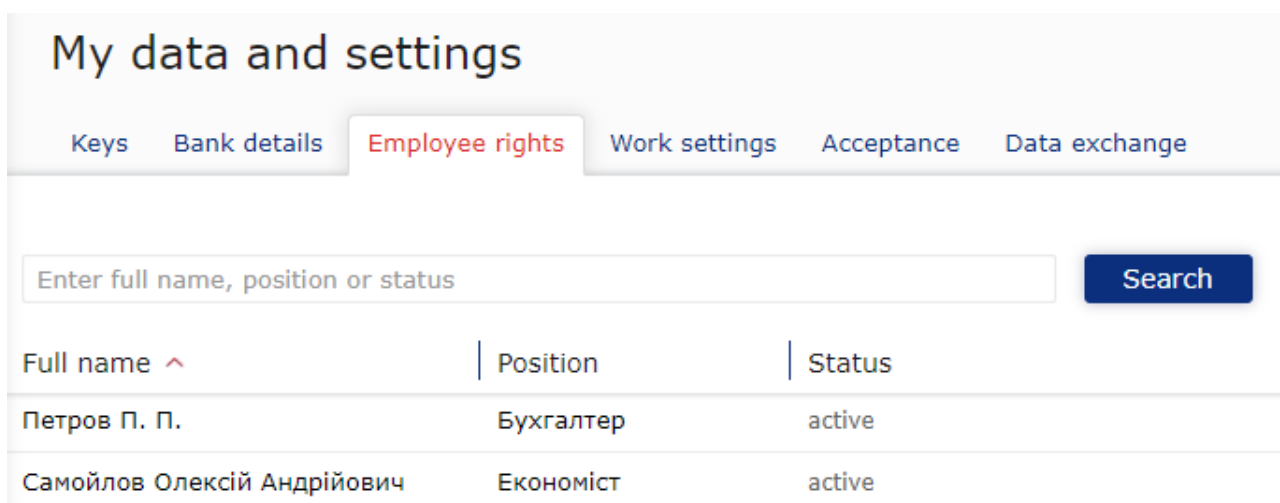 My data and settings
Keys Bank details Employee rights Work settings Acceptance Data exchange
Enter full name, position or status Search
Full name Position Status
Петров П. П. Бухгалтер active
Самойлов Олексій Андрійович Економіст active